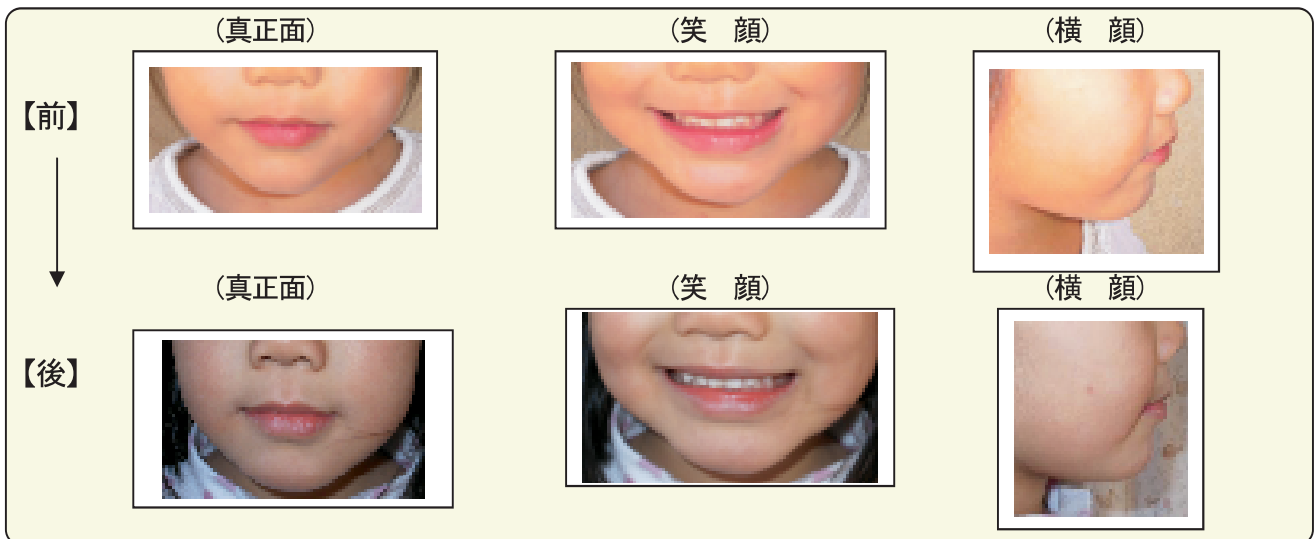 （真正面）　（笑　顔）　（横　顔）
【前】
（真正面）　（笑　顔）　（横　顔）
【後】